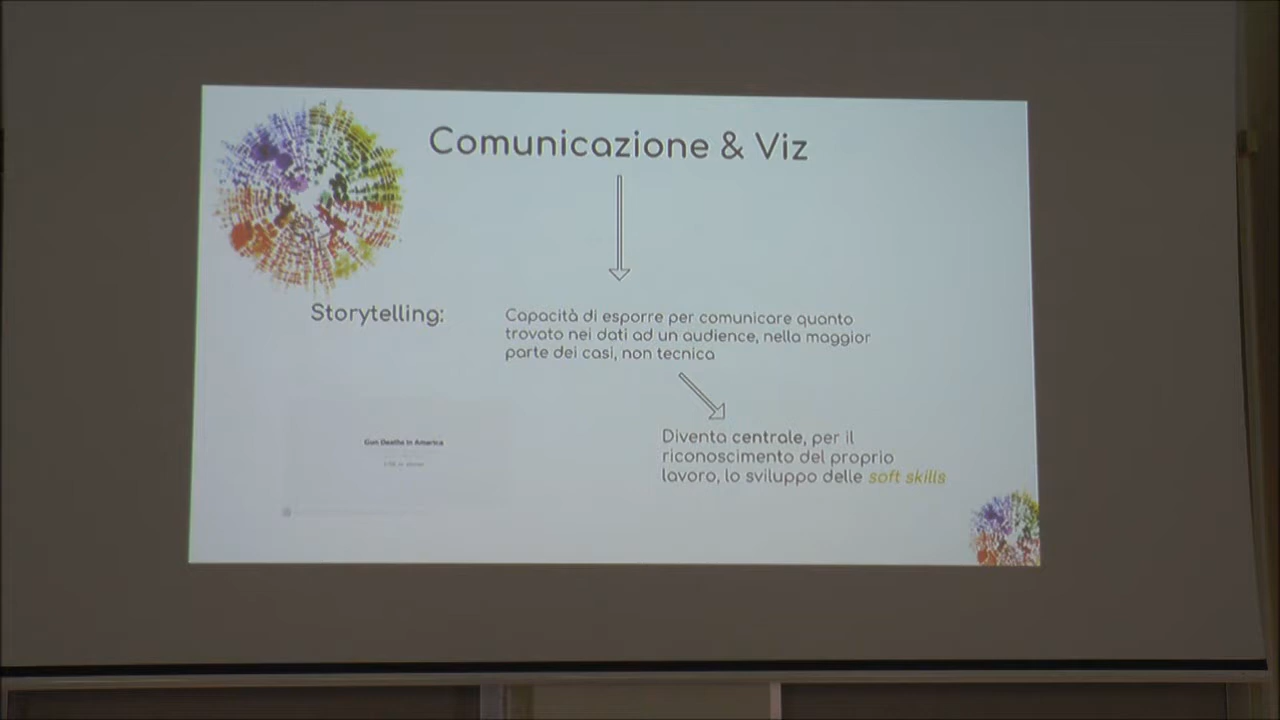 Comunicazione & Viz
Storytelling:
Capacità di esporre per comunicare quanto
trovato nei dati ad un audience, nella maggior
parte dei casi, non tecnica
Diventa centrale, per il
riconoscimento del proprio
lavoro, lo sviluppo delle soft skills
Gun Deaths in America